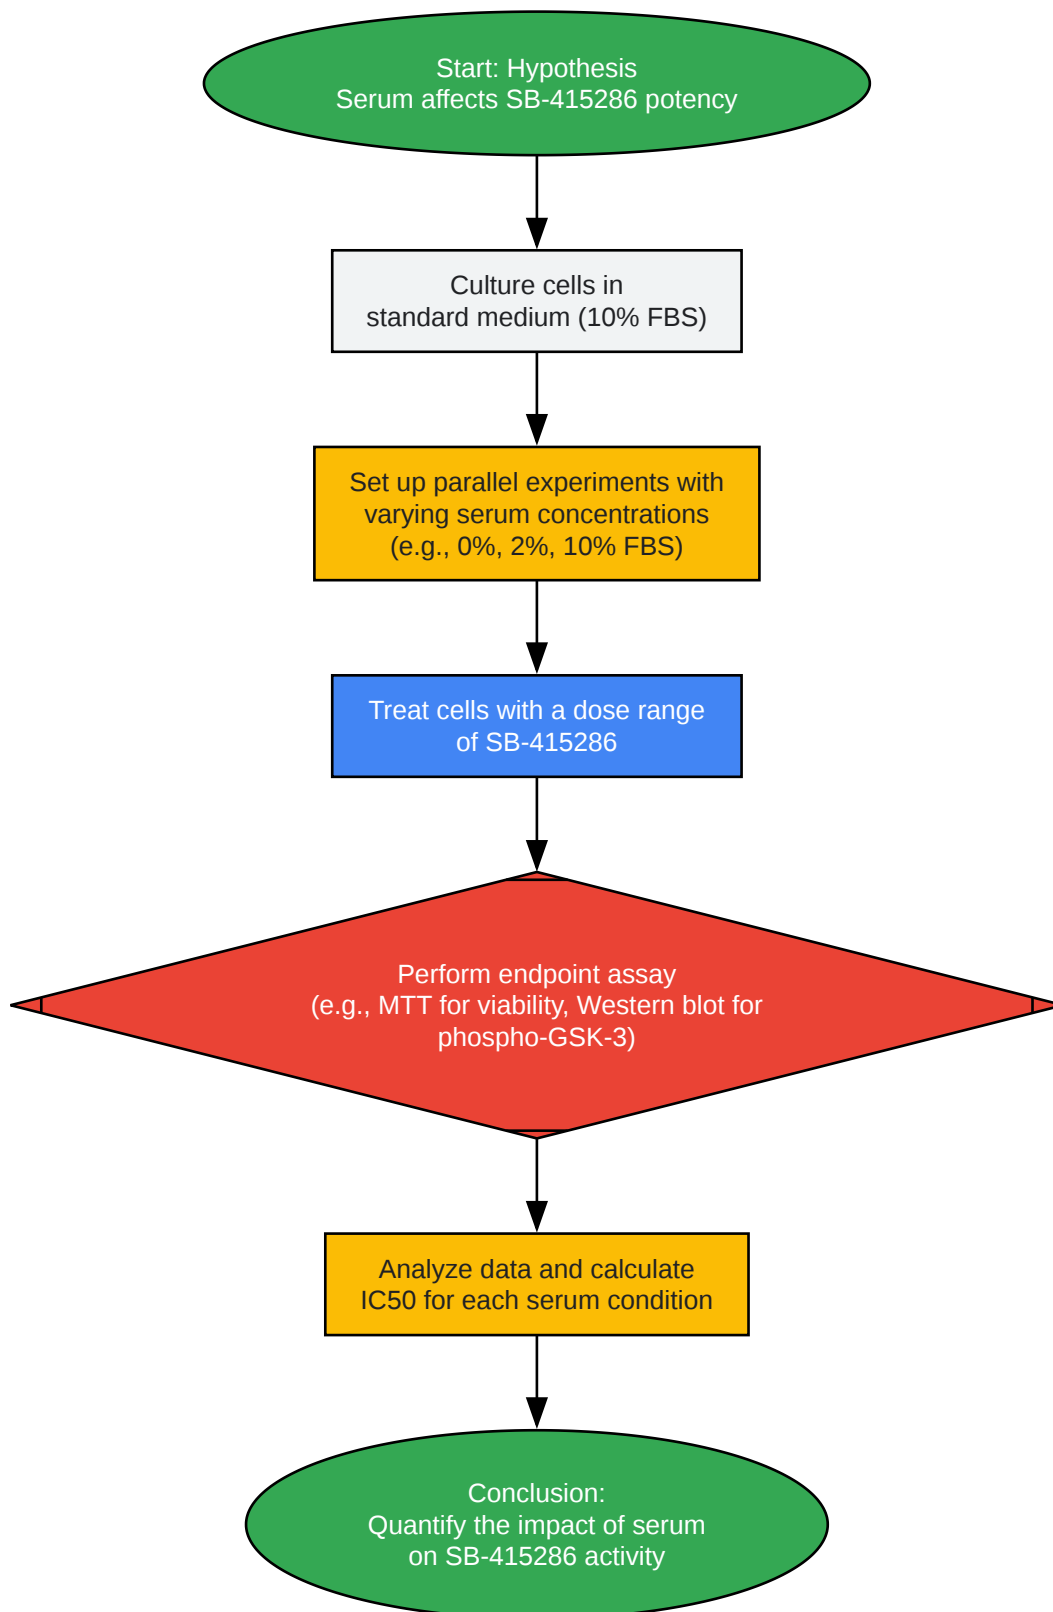 Start: Hypothesis
Serum affects SB-415286 potency
Culture cells in
standard medium (10% FBS)
Set up parallel experiments with
varying serum concentrations
(e.g., 0%, 2%, 10% FBS)
Treat cells with a dose range
of SB-415286
Perform endpoint assay
(e.g., MTT for viability, Western blot for
phospho-GSK-3)
Analyze data and calculate
IC50 for each serum condition
Conclusion:
Quantify the impact of serum
on SB-415286 activity